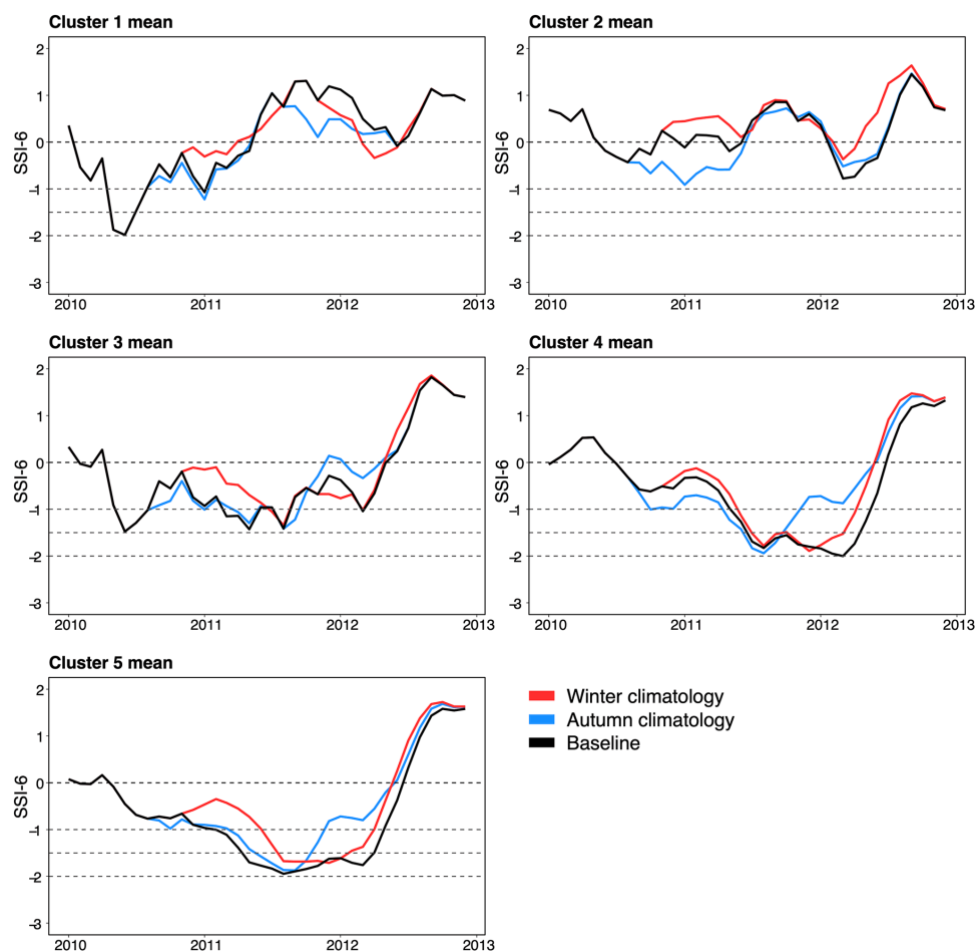 Cluster 1 mean
SSI-6
2
1
0
−1
−2
−3
2010 2011 2012 2013
Cluster 2 mean
SSI-6
2
1
0
−1
−2
−3
2010 2011 2012 2013
Cluster 3 mean
SSI-6
2
1
0
−1
−2
−3
2010 2011 2012 2013
Cluster 4 mean
SSI-6
2
1
0
−1
−2
−3
2010 2011 2012 2013
Cluster 5 mean
SSI-6
2
1
0
−1
−2
−3
2010 2011 2012 2013
Winter climatology
Autumn climatology
Baseline